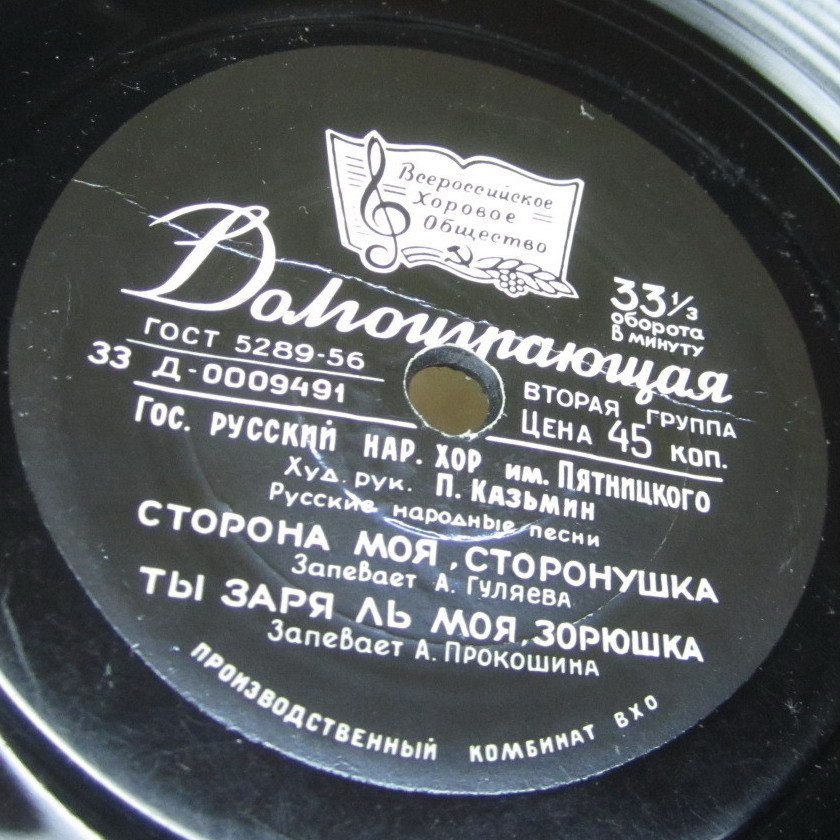 Всероссийское
Хоровое
Общество
Долгоиграющая
33 1/3
оборота
в минуту
ГОСТ 5289-56
33 Д-0009491
ВТОРАЯ ГРУППА
ЦЕНА 45 КОП.
ГОС. РУССКИЙ НАР. ХОР им. ПЯТНИЦКОГО
Худ. рук. П. КАЗЬМИН
Русские народные песни
СТОРОНА МОЯ, СТОРОНУШКА
Запевает А. ГУЛЯЕВА
ТЫ ЗАРЯ ЛЬ МОЯ, ЗОРЮШКА
Запевает А. ПРОКОШИНА
ПРОИЗВОДСТВЕННЫЙ КОМБИНАТ ВХО